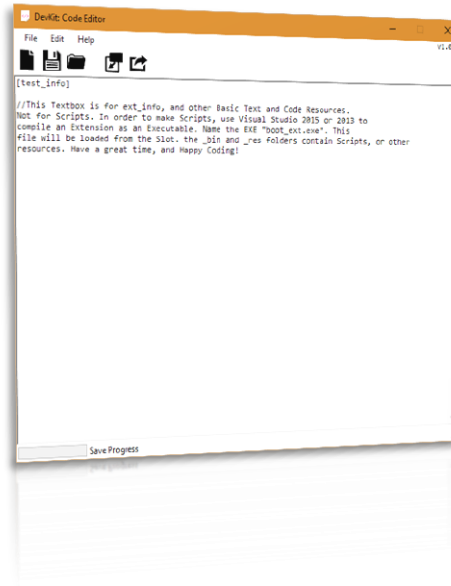 DevKit: Code Editor
File Edit Help
v1.0
[test_info]
//This Textbox is for ext_info, and other Basic Text and Code Resources.
Not for Scripts. In order to make Scripts, use Visual Studio 2015 or 2013 to
compile an Extension as an Executable. Name the EXE "boot_ext.exe". This
file will be loaded from the Slot. the _bin and _res folders contain Scripts, or other
resources. Have a great time, and Happy Coding!
Save Progress